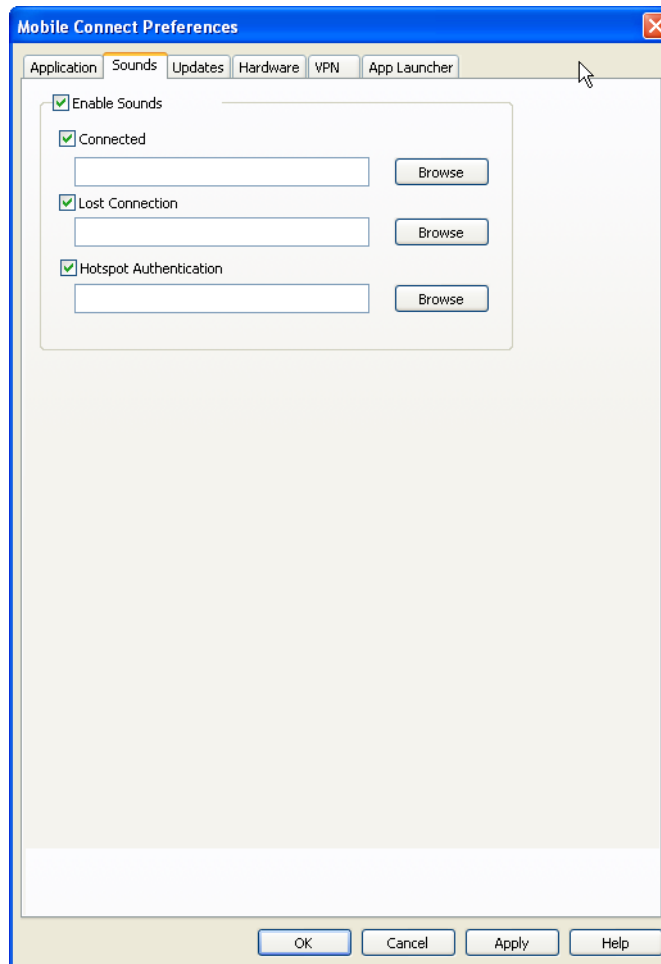 Mobile Connect Preferences
Application Sounds Updates Hardware VPN App Launcher
Enable Sounds
Connected
Browse
Lost Connection
Browse
Hotspot Authentication
Browse
OK Cancel Apply Help